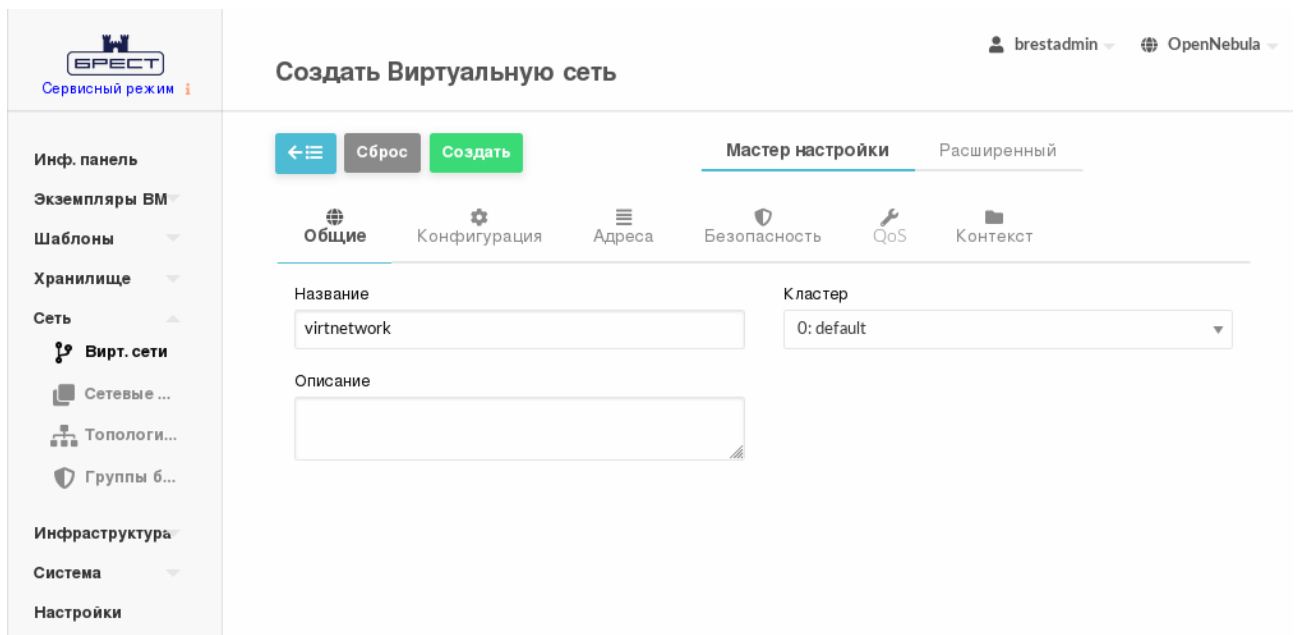 БРЕСТ
Сервисный режим i
brestadmin
OpenNebula
Создать Виртуальную сеть
Сброс
Создать
Мастер настройки
Расширенный
Инф. панель
Экземпляры ВМ
Шаблоны
Хранилище
Сеть
Вирт. сети
Сетевые ...
Топологи...
Группы б...
Инфраструктура
Система
Настройки
Общие
Конфигурация
Адреса
Безопасность
QoS
Контекст
Название
Кластер
virtnetwork
0: default
Описание